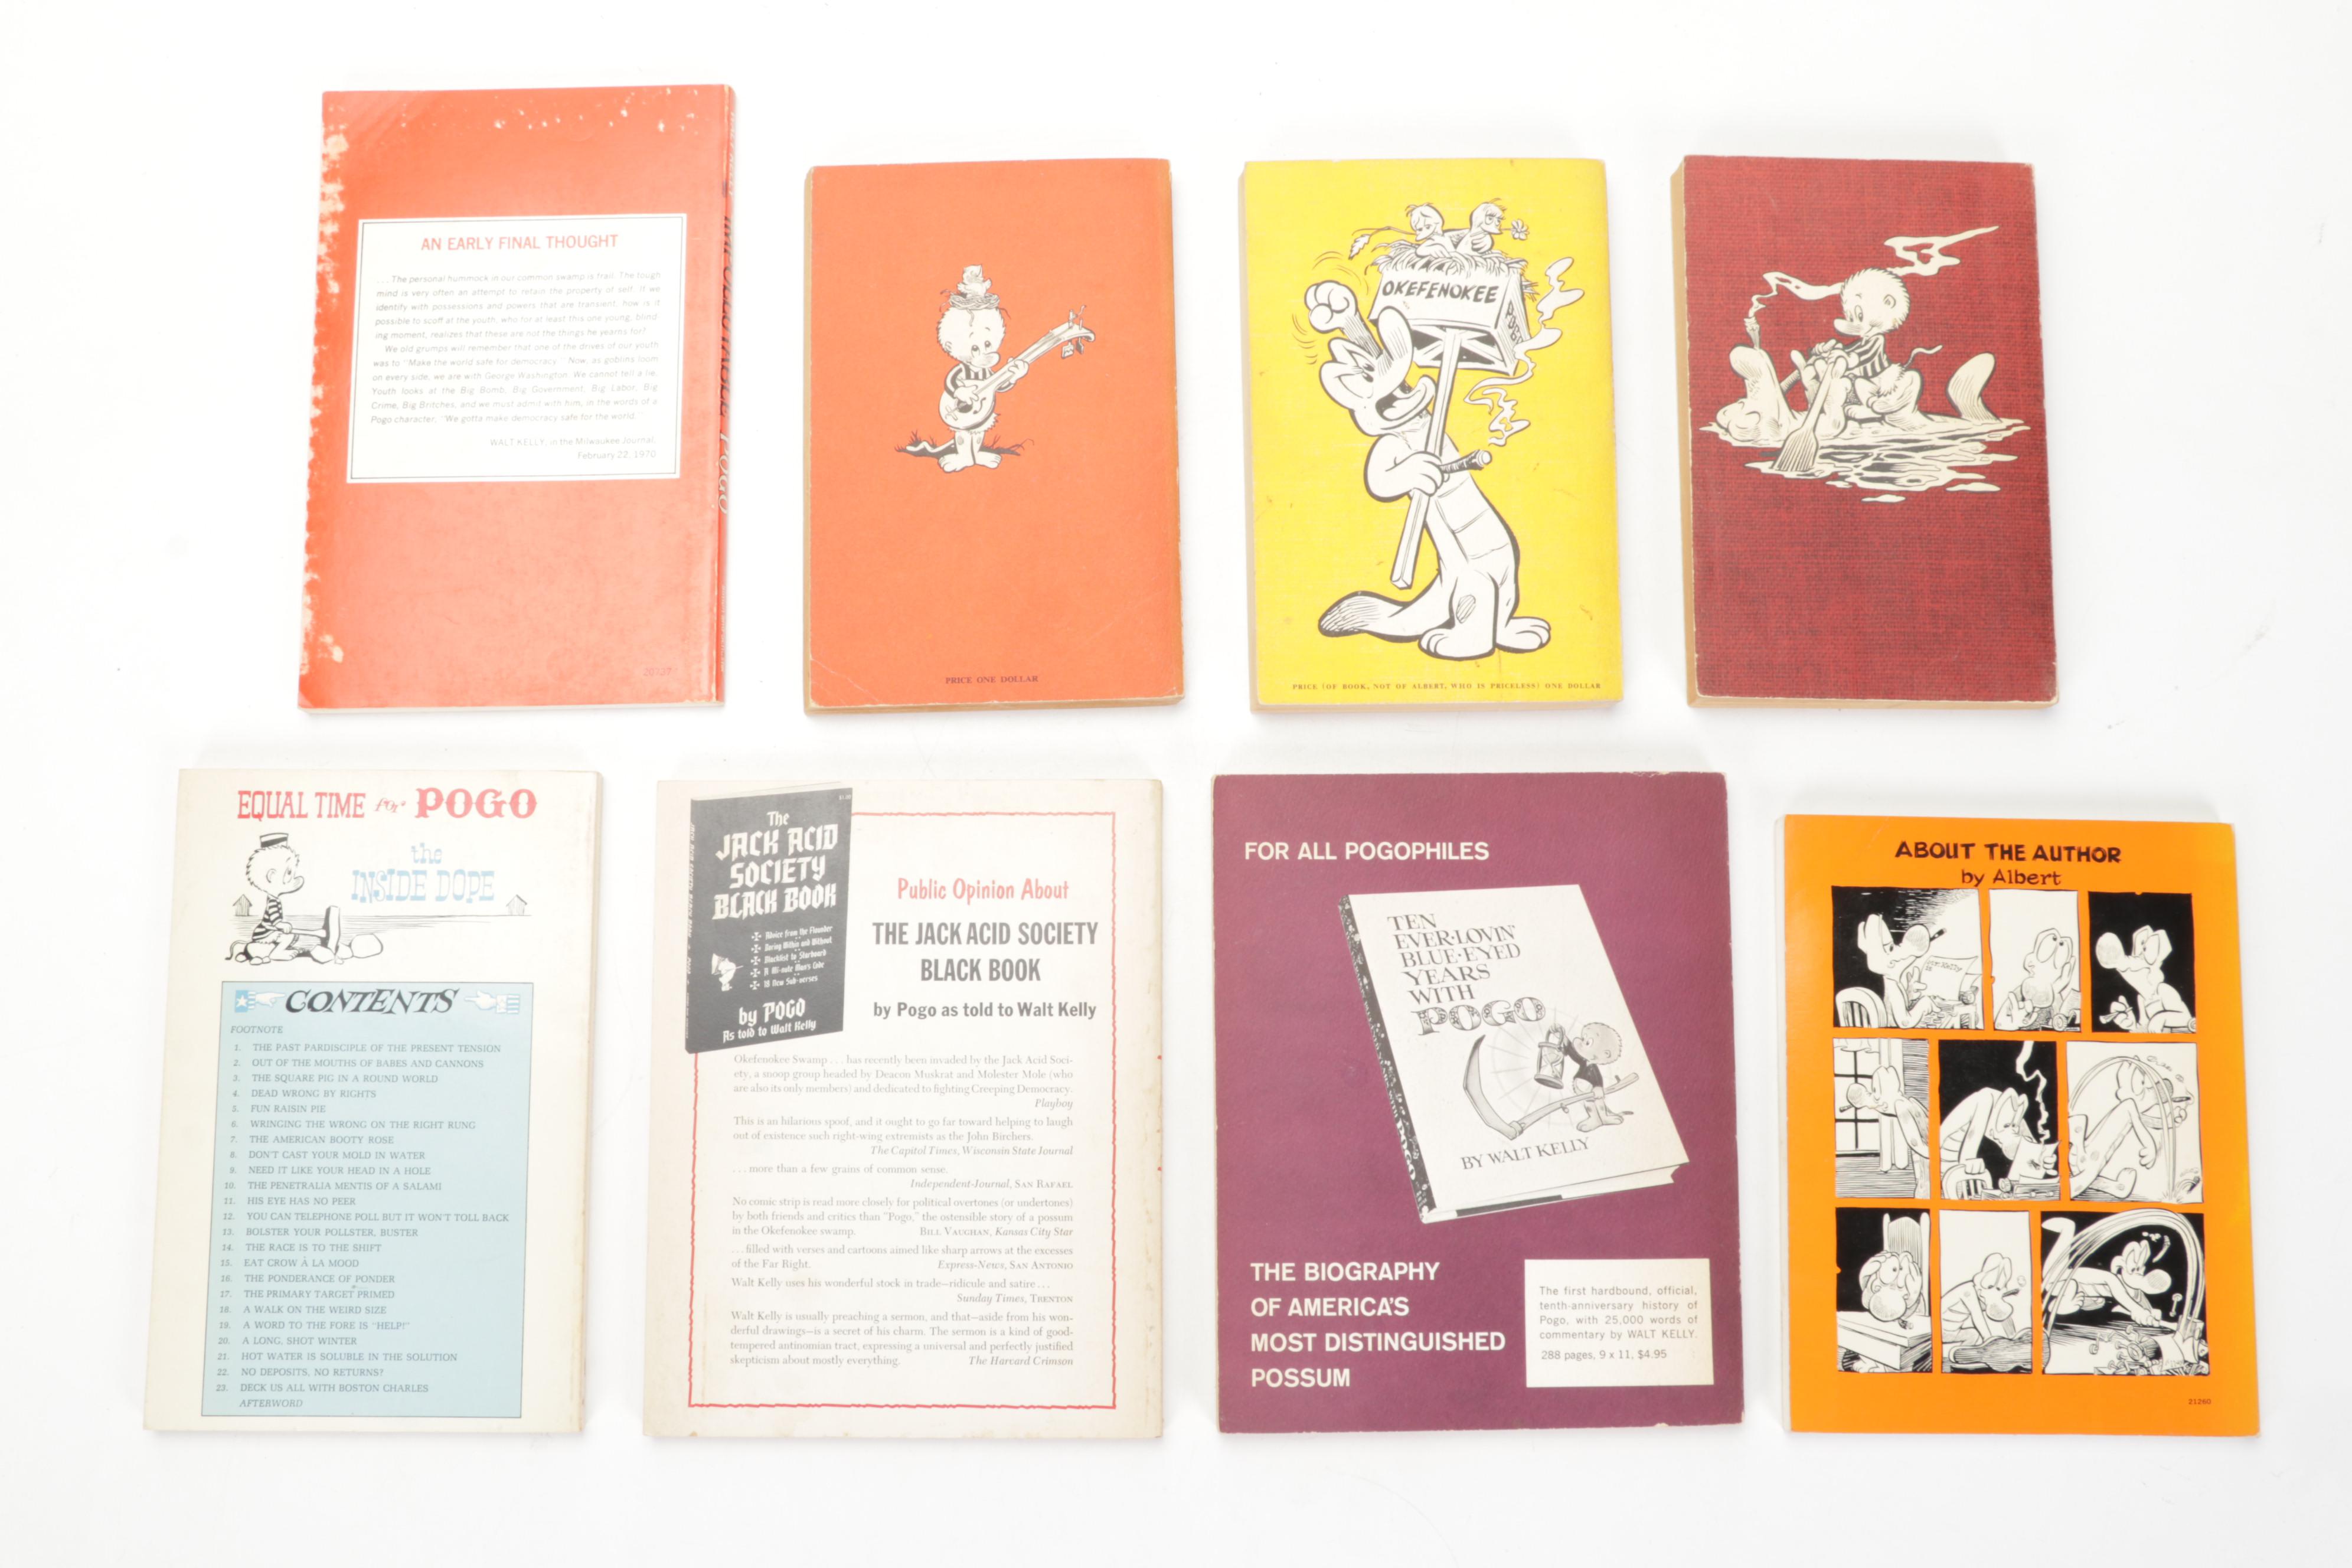 AN EARLY FINAL THOUGHT
. . . The personal hummock in our common swamp is frail. The tough
mind is very often an attempt to retain the property of self. If we
identify with possessions and powers that are transient, how is it
possible to scoff at the youth, who for at least this one young, blind
ing moment, realizes that these are not the things he yearns for?
We old grumps will remember that one of the drives of our youth
was to "Make the world safe for democracy." Now, as goblins loom
on every side, we are with George Washington. We cannot tell a lie.
Youth looks at the Big Bomb, Big Government, Big Labor, Big
Crime, Big Britches, and we must admit with him, in the words of a
Pogo character, "We gotta make democracy safe for the world."
WALT KELLY, in the Milwaukee Journal,
February 22, 1970
POGO
PRICE ONE DOLLAR
OKEFENOKEE
POGO
PRICE (OF BOOK, NOT OF ALBERT, WHO IS PRICELESS) ONE DOLLAR
EQUAL TIME for POGO
the
INSIDE DOPE
CONTENTS
FOOTNOTE
1. THE PAST PARDISCIPLE OF THE PRESENT TENSION
2. OUT OF THE MOUTHS OF BABES AND CANNONS
3. THE SQUARE PIG IN A ROUND WORLD
4. DEAD WRONG BY RIGHTS
5. FUN RAISIN PIE
6. WRINGING THE WRONG ON THE RIGHT RUNG
7. THE AMERICAN BOOTY ROSE
8. DON'T CAST YOUR MOLD IN WATER
9. NEED IT LIKE YOUR HEAD IN A HOLE
10. THE PENETRALIA MENTIS OF A SALAMI
11. HIS EYE HAS NO PEER
12. YOU CAN TELEPHONE POLL BUT IT WON'T TOLL BACK
13. BOLSTER YOUR POLLSTER, BUSTER
14. THE RACE IS TO THE SHIFT
15. EAT CROW À LA MOOD
16. THE PONDERANCE OF PONDER
17. THE PRIMARY TARGET PRIMED
18. A WALK ON THE WEIRD SIZE
19. A WORD TO THE FORE IS "HELP!"
20. A LONG, SHOT WINTER
21. HOT WATER IS SOLUBLE IN THE SOLUTION
22. NO DEPOSITS, NO RETURNS?
23. DECK US ALL WITH BOSTON CHARLES
AFTERWORD
The
JACK ACID
SOCIETY
BLACK BOOK
Advice from the Flounder
Daring Within and Without
Blacklist to Starboard
A Mi-nute Man's Cube
18 New Sub-verses
by POGO
As told to Walt Kelly
Public Opinion About
THE JACK ACID SOCIETY
BLACK BOOK
by Pogo as told to Walt Kelly
Okefenokee Swamp . . . has recently been invaded by the Jack Acid Soci-
ety, a snoop group headed by Deacon Muskrat and Molester Mole (who
are also its only members) and dedicated to fighting Creeping Democracy.
Playboy
This is an hilarious spoof, and it ought to go far toward helping to laugh
out of existence such right-wing extremists as the John Birchers.
The Capitol Times, Wisconsin State Journal
. . . more than a few grains of common sense.
Independent-Journal, SAN RAFAEL
No comic strip is read more closely for political overtones (or undertones)
by both friends and critics than "Pogo," the ostensible story of a possum
in the Okefenokee swamp. BILL VAUGHAN, Kansas City Star
. . . filled with verses and cartoons aimed like sharp arrows at the excesses
of the Far Right. Express-News, SAN ANTONIO
Walt Kelly uses his wonderful stock in trade—ridicule and satire . . .
Sunday Times, TRENTON
Walt Kelly is usually preaching a sermon, and that—aside from his won-
derful drawings—is a secret of his charm. The sermon is a kind of good-
tempered antinomian tract, expressing a universal and perfectly justified
skepticism about mostly everything. The Harcard Crimson
FOR ALL POGOPHILES
TEN
EVER-LOVIN'
BLUE-EYED
YEARS
WITH
POGO
BY WALT KELLY
THE BIOGRAPHY
OF AMERICA'S
MOST DISTINGUISHED
POSSUM
The first hardbound, official,
tenth-anniversary history of
Pogo, with 25,000 words of
commentary by WALT KELLY.
288 pages, 9 x 11, $4.95
ABOUT THE AUTHOR
by Albert
21260